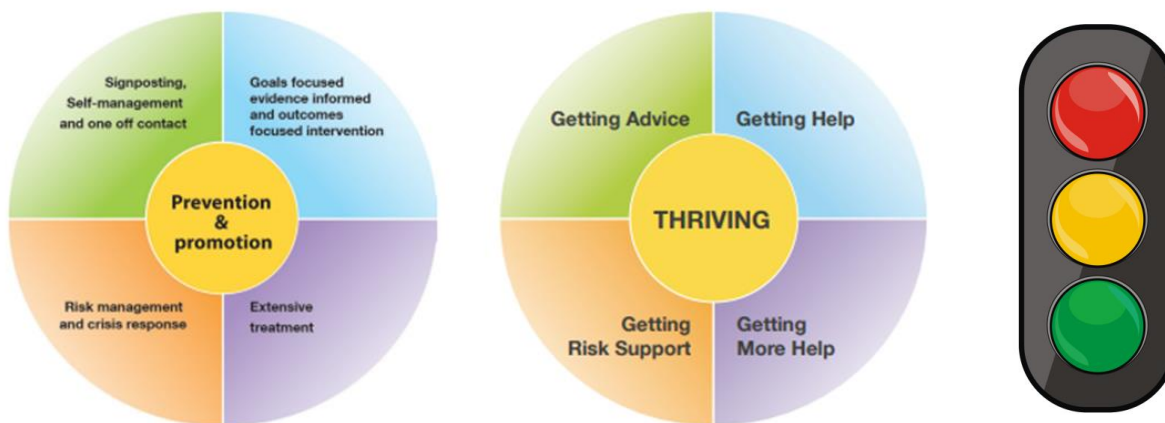 Signposting,
Self-management
and one off contact
Goals focused
evidence informed
and outcomes
focused intervention
Prevention
&
promotion
Risk management
and crisis response
Extensive
treatment
Getting Advice
Getting Help
THRIVING
Getting
Risk Support
Getting
More Help